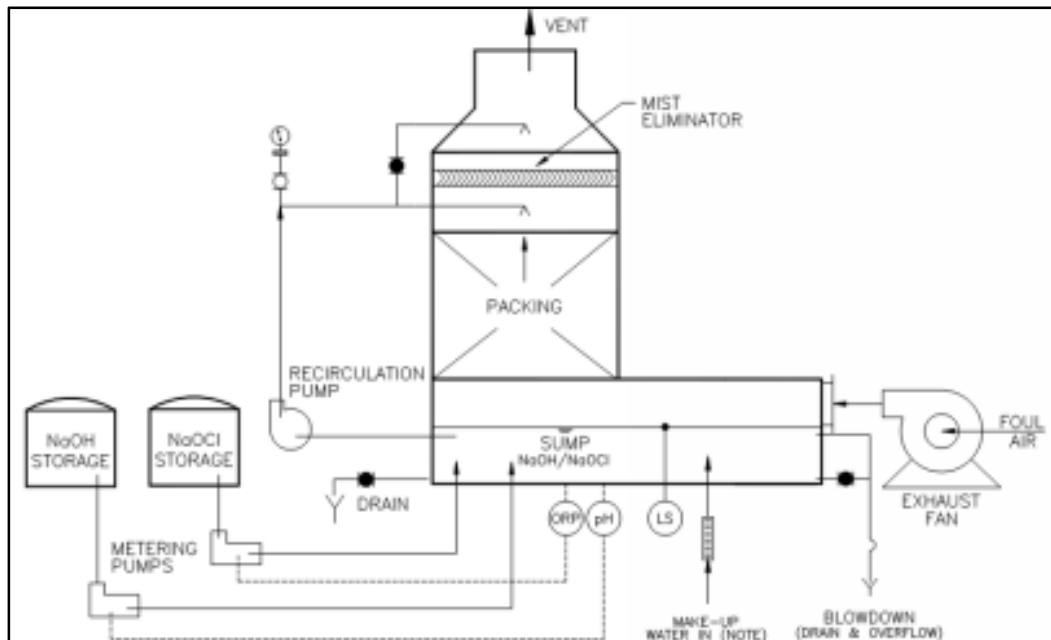 VENT
MIST
ELIMINATOR
PACKING
RECIRCULATION
PUMP
NaOH
STORAGE
NaOCl
STORAGE
SUMP
NaOH/NaOCl
FOUL
AIR
EXHAUST
FAN
DRAIN
ORP
pH
LS
METERING
PUMPS
MAKE-UP
WATER IN (NOTE)
BLOWDOWN
(DRAIN & OVERFLOW)